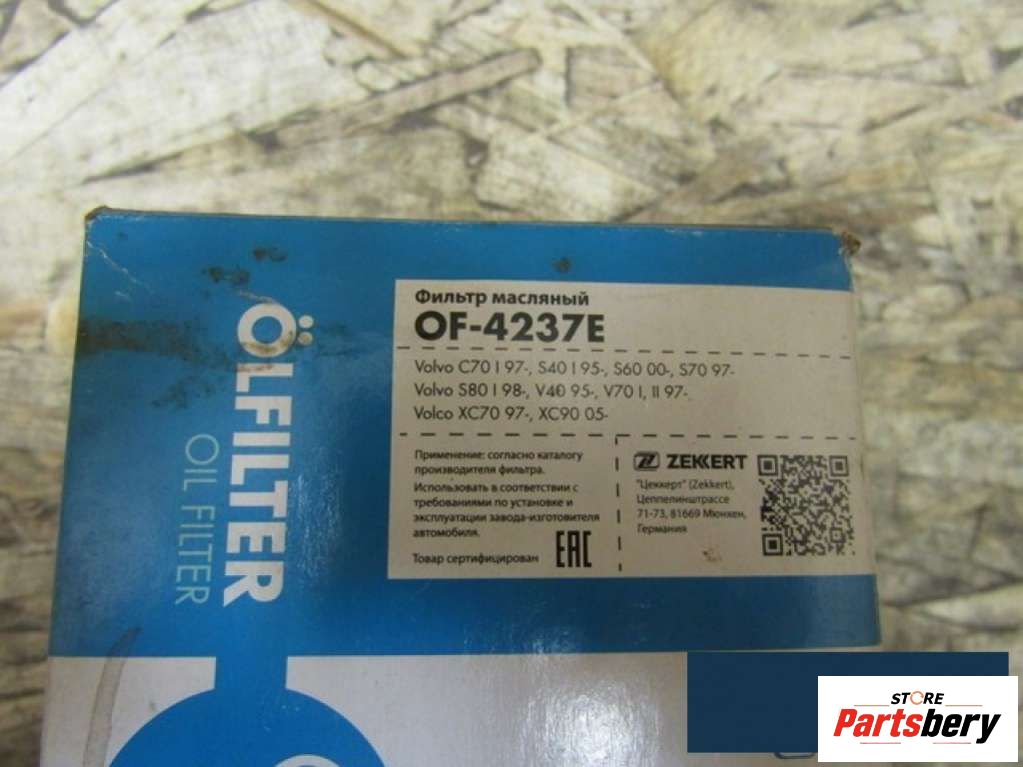 ÖLFILTER
OIL FILTER
Фильтр масляный
OF-4237E
Volvo C70 I 97-, S40 I 95-, S60 00-, S70 97-
Volvo S80 I 98-, V40 95-, V70 I, II 97-
Volco XC70 97-, XC90 05-
Применение: согласно каталогу
производителя фильтра.
Использовать в соответствии с
требованиями по установке и
эксплуатации завода-изготовителя
автомобиля.
Товар сертифицирован
EAC
ZEKKERT
"Цеккерт" (Zekkert),
Цеппелинштрассе
71-73, 81669 Мюнхен,
Германия
STORE
Partsbery